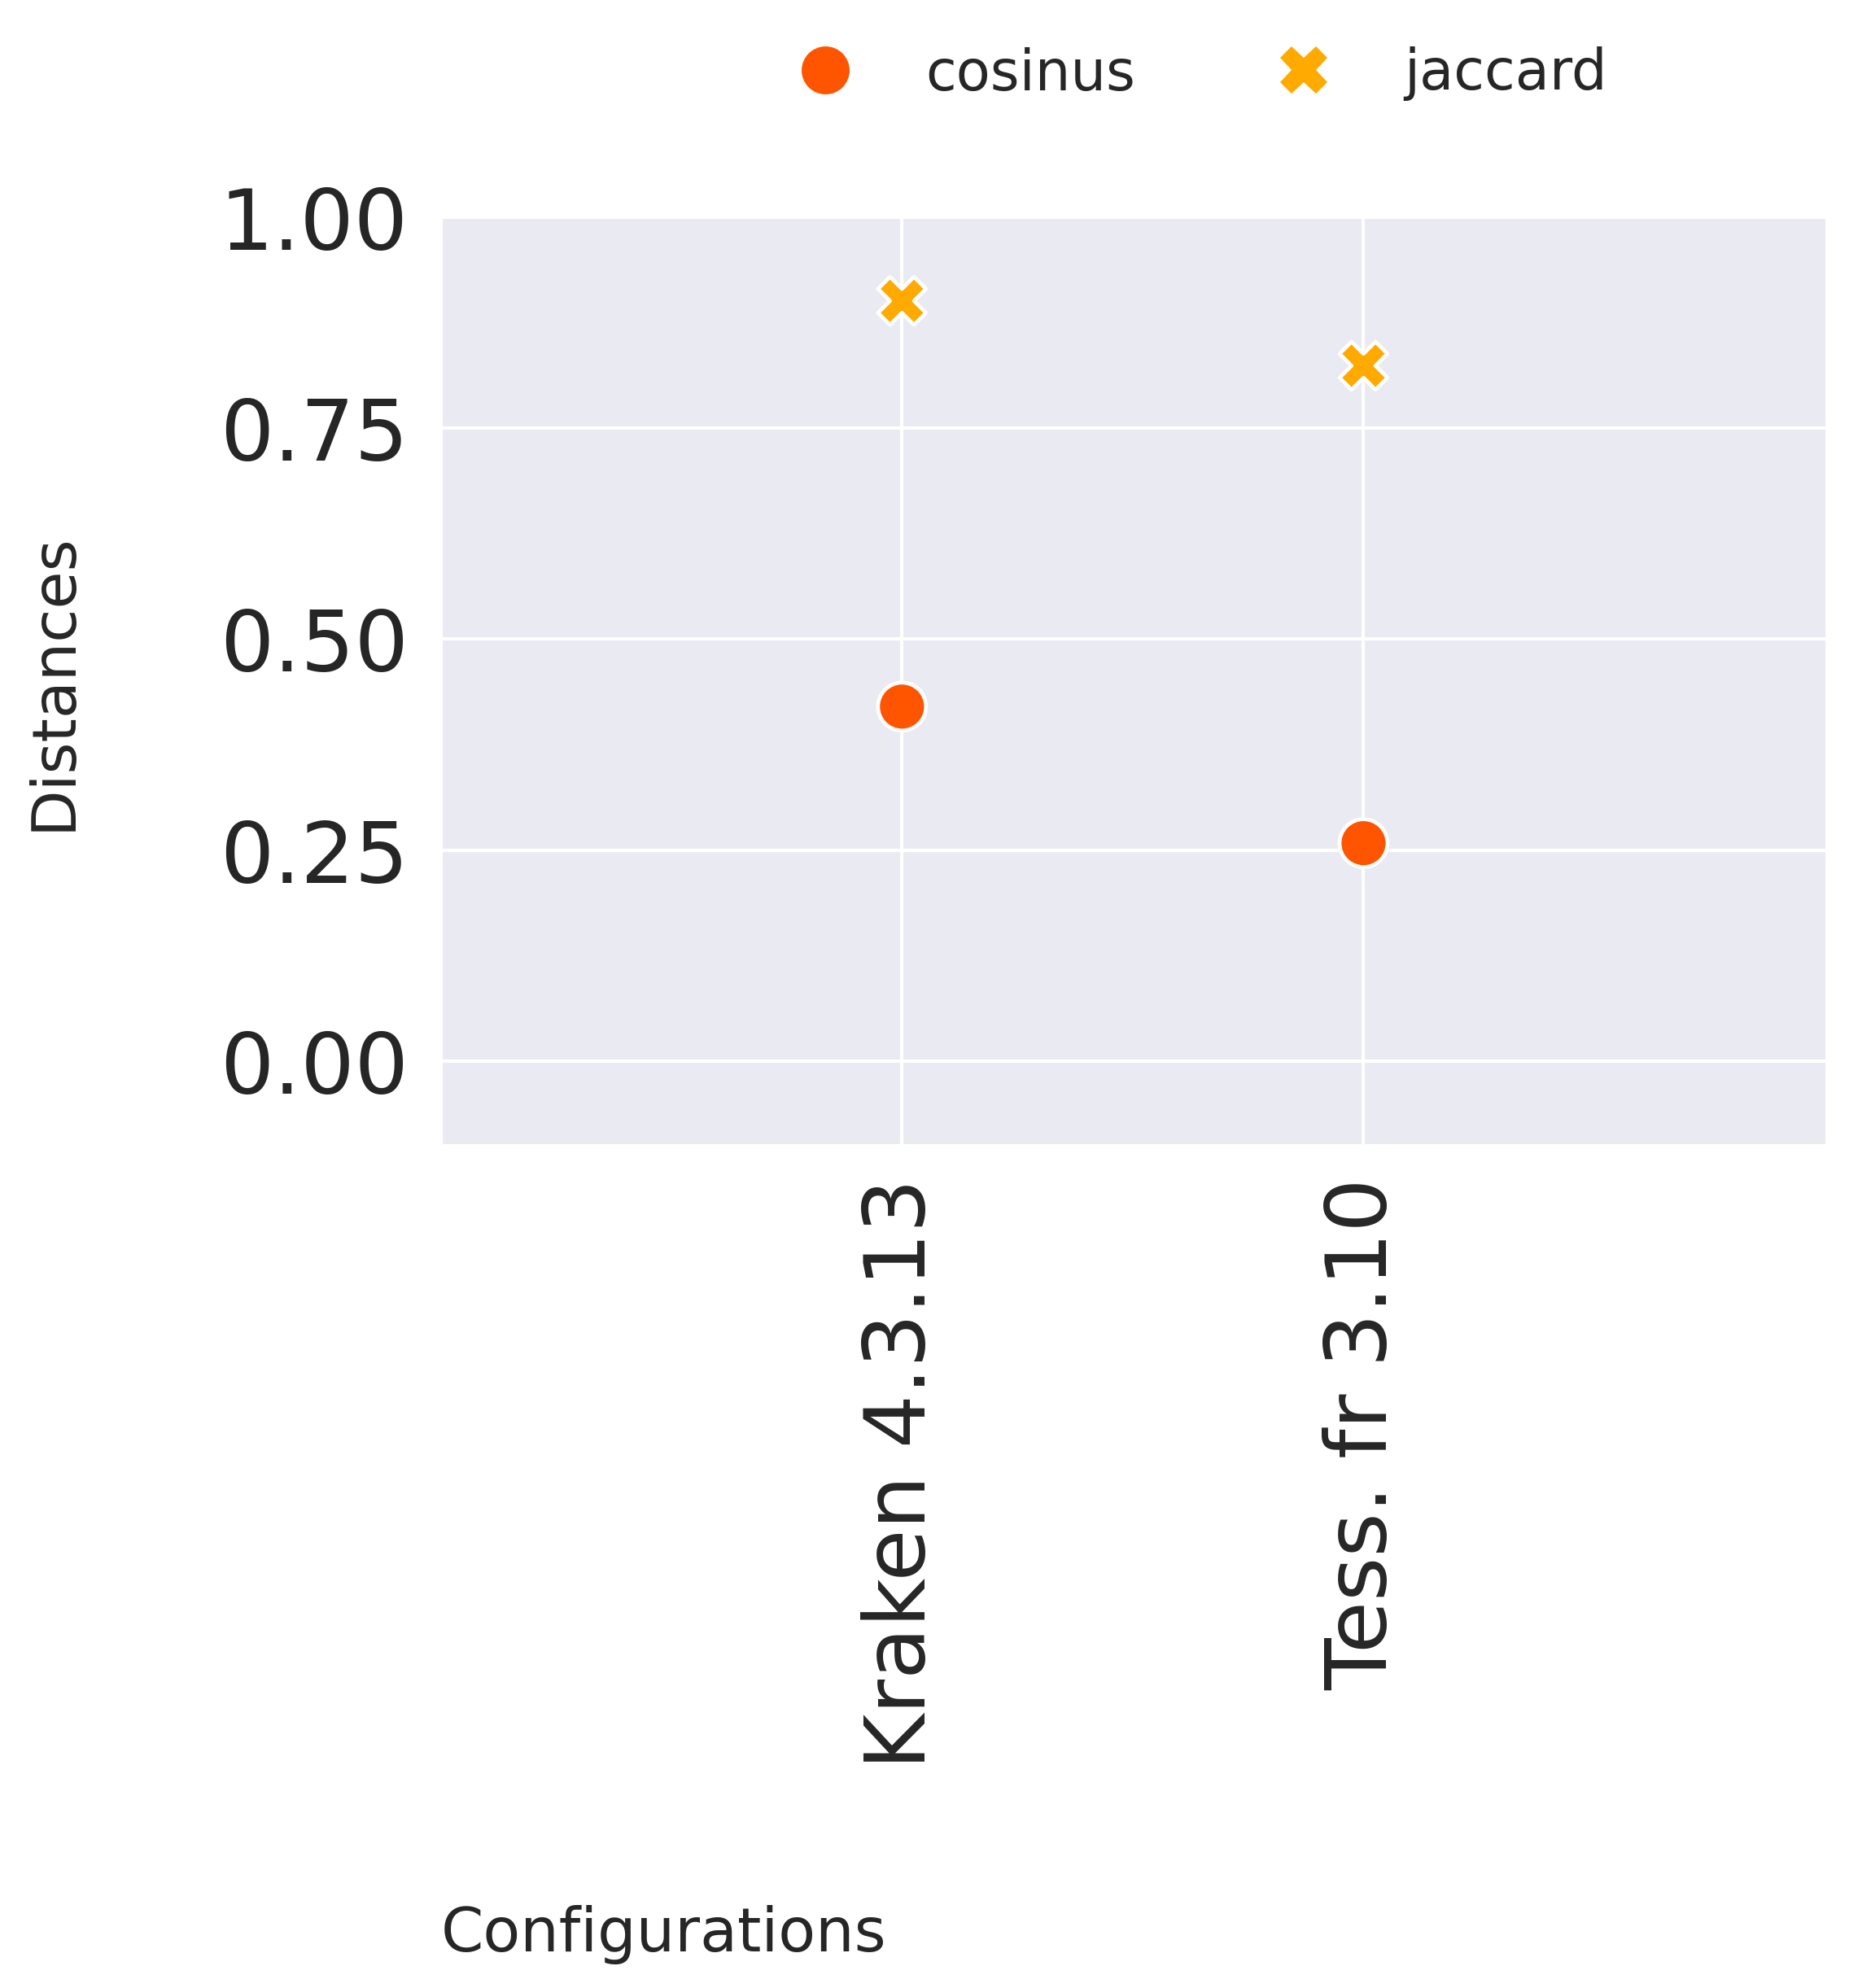 cosinus jaccard
1.00
0.75
0.50
0.25
0.00
Distances
Kraken 4.3.13
Tess. fr 3.10
Configurations